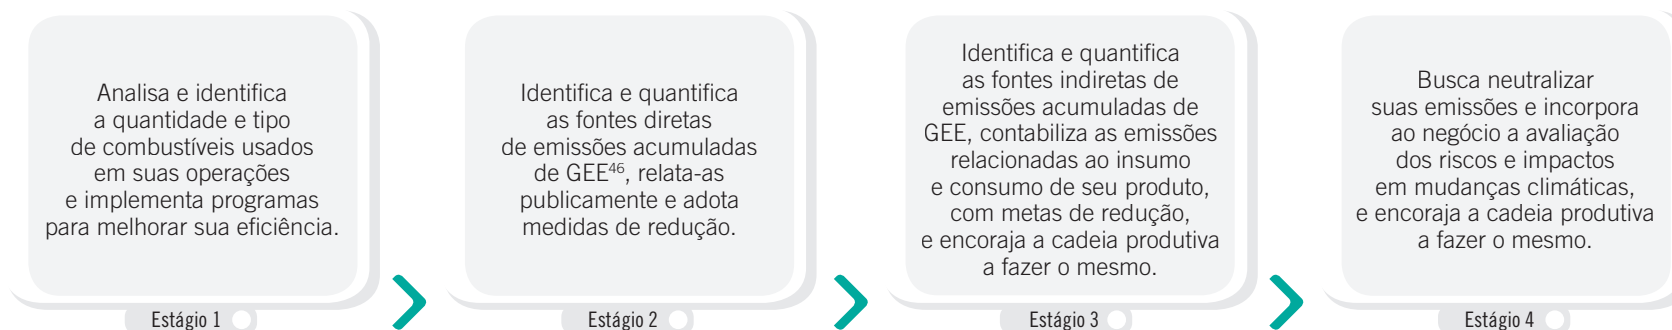 Analisa e identifica
a quantidade e tipo
de combustíveis usados
em suas operações
e implementa programas
para melhorar sua eficiência.
Estágio 1
Identifica e quantifica
as fontes diretas
de emissões acumuladas
de GEE⁴⁶, relata-as
publicamente e adota
medidas de redução.
Estágio 2
Identifica e quantifica
as fontes indiretas de
emissões acumuladas de
GEE, contabiliza as emissões
relacionadas ao insumo
e consumo de seu produto,
com metas de redução,
e encoraja a cadeia produtiva
a fazer o mesmo.
Estágio 3
Busca neutralizar
suas emissões e incorpora
ao negócio a avaliação
dos riscos e impactos
em mudanças climáticas,
e encoraja a cadeia produtiva
a fazer o mesmo.
Estágio 4